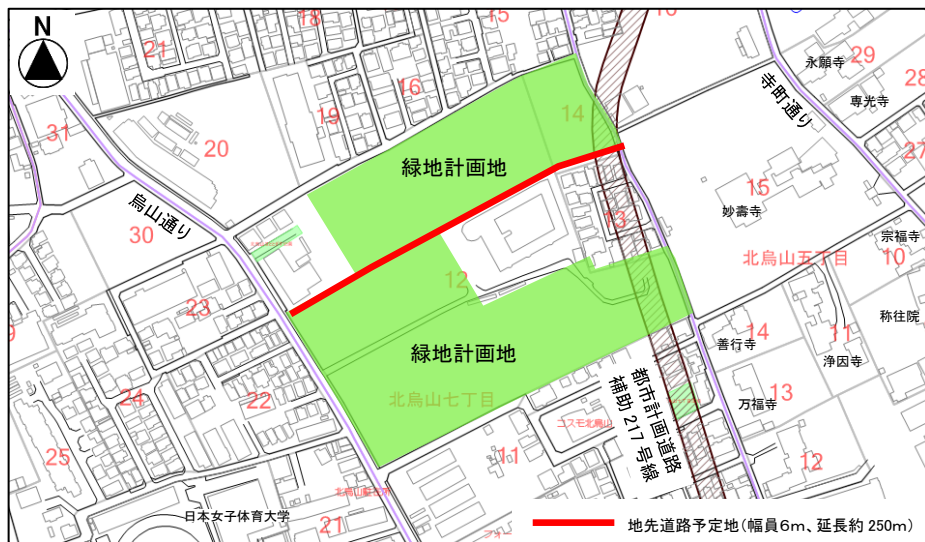 N
18
15
21
16
永願寺
29
28
専光寺
寺町通り
19
14
31
20
緑地計画地
27
15
妙壽寺
13
烏山通り
30
宗福寺
10
北烏山五丁目
12
23
称往院
14
11
善行寺
浄因寺
緑地計画地
都市計画道路
補助217号線
北烏山七丁目
24
22
万福寺
13
コスモ北烏山
25
11
12
日本女子体育大学
21
地先道路予定地(幅員6m、延長約250m)